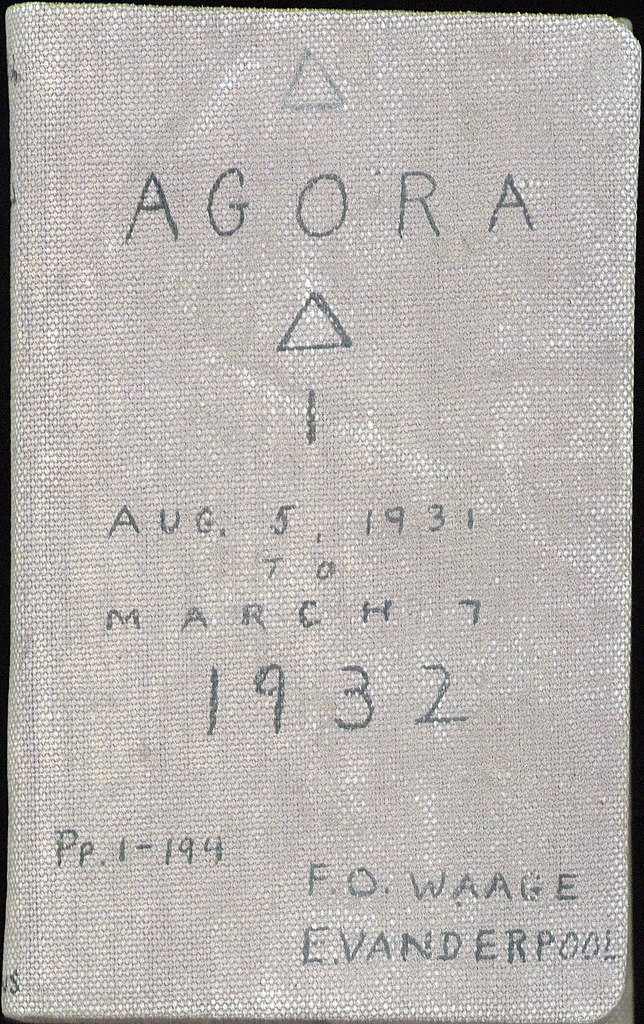 Δ
AGORA
Δ
I
AUG. 5, 1931
TO
MARCH 7
1932
Pp. 1-194
F.O. WAAGE
E.VANDERPOOL